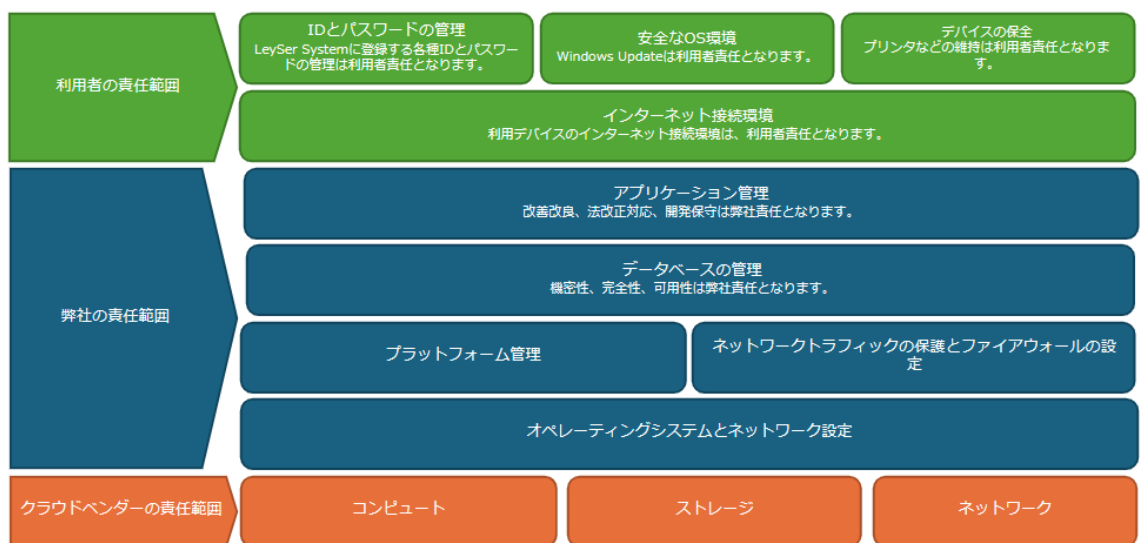 利用者の責任範囲
IDとパスワードの管理
LeySer Systemに登録する各種IDとパスワー
ドの管理は利用者責任となります。
安全なOS環境
Windows Updateは利用者責任となります。
デバイスの保全
プリンタなどの維持は利用者責任となりま
す。
インターネット接続環境
利用デバイスのインターネット接続環境は、利用者責任となります。
弊社の責任範囲
アプリケーション管理
改善改良、法改正対応、開発保守は弊社責任となります。
データベースの管理
機密性、完全性、可用性は弊社責任となります。
プラットフォーム管理
ネットワークトラフィックの保護とファイアウォールの設
定
オペレーティングシステムとネットワーク設定
クラウドベンダーの責任範囲
コンピュート
ストレージ
ネットワーク